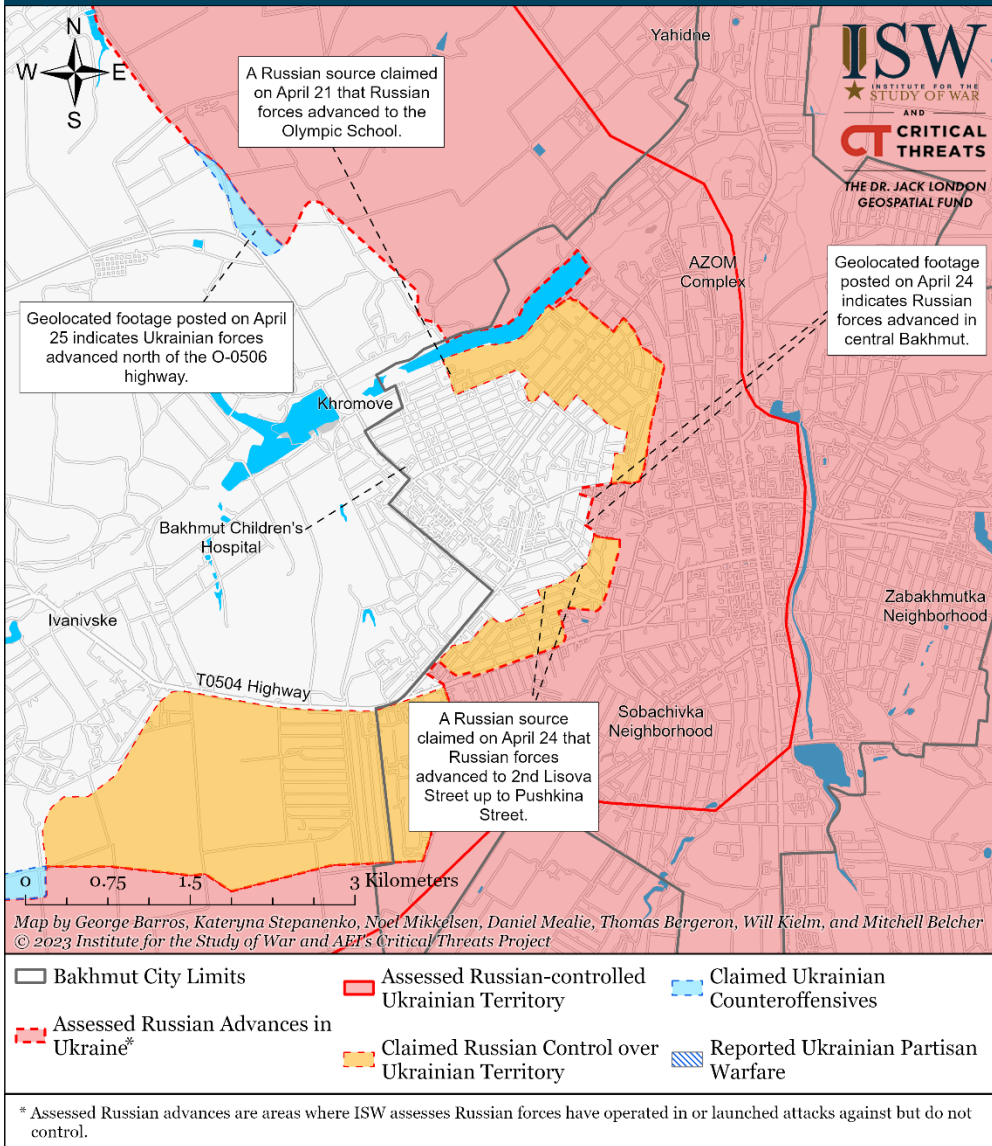 N
W E
S
Yahidne
ISW
INSTITUTE FOR THE
STUDY OF WAR
AND
CT CRITICAL
THREATS
THE DR. JACK LONDON
GEOSPATIAL FUND
A Russian source claimed
on April 21 that Russian
forces advanced to the
Olympic School.
AZOM
Complex
Geolocated footage
posted on April 24
indicates Russian
forces advanced in
central Bakhmut.
Geolocated footage posted on April
25 indicates Ukrainian forces
advanced north of the O-0506
highway.
Khromove
Bakhmut Children's
Hospital
Zabakhmutka
Neighborhood
Ivanivske
T0504 Highway
Sobachivka
Neighborhood
A Russian source
claimed on April 24 that
Russian forces
advanced to 2nd Lisova
Street up to Pushkina
Street.
0 0.75 1.5 3 Kilometers
Map by George Barros, Kateryna Stepanenko, Noel Mikkelsen, Daniel Mealie, Thomas Bergeron, Will Kielm, and Mitchell Belcher
© 2023 Institute for the Study of War and AEI's Critical Threats Project
Bakhmut City Limits
Assessed Russian Advances in
Ukraine*
Assessed Russian-controlled
Ukrainian Territory
Claimed Russian Control over
Ukrainian Territory
Claimed Ukrainian
Counteroffensives
Reported Ukrainian Partisan
Warfare
* Assessed Russian advances are areas where ISW assesses Russian forces have operated in or launched attacks against but do not
control.